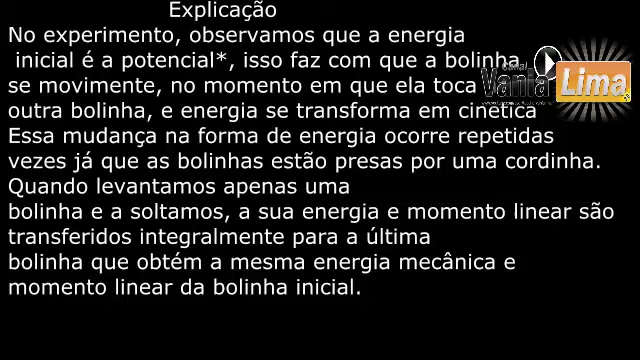 Explicação
No experimento, observamos que a energia
inicial é a potencial*, isso faz com que a bolinha
se movimente, no momento em que ela toca
outra bolinha, e energia se transforma em cinética
Essa mudança na forma de energia ocorre repetidas
vezes já que as bolinhas estão presas por uma cordinha.
Quando levantamos apenas uma
bolinha e a soltamos, a sua energia e momento linear são
transferidos integralmente para a última
bolinha que obtém a mesma energia mecânica e
momento linear da bolinha inicial.
canal
Vania Lima